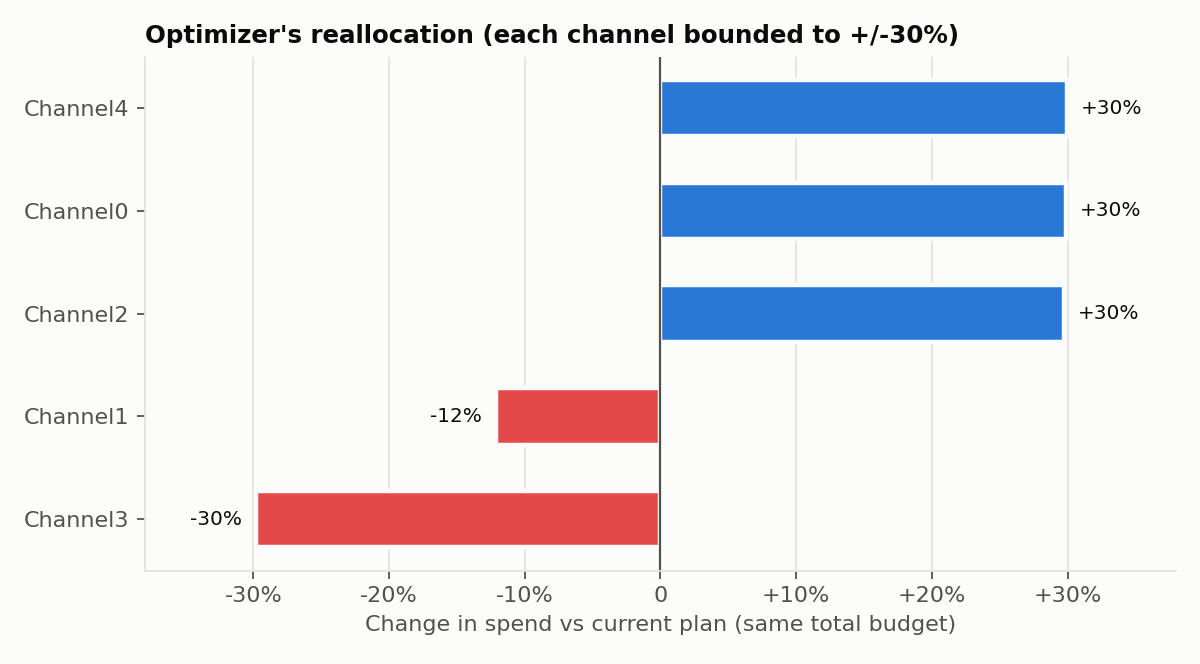 Optimizer's reallocation (each channel bounded to +/-30%)
Channel4 +30%
Channel0 +30%
Channel2 +30%
Channel1 -12%
Channel3 -30%
-30% -20% -10% 0 +10% +20% +30%
Change in spend vs current plan (same total budget)